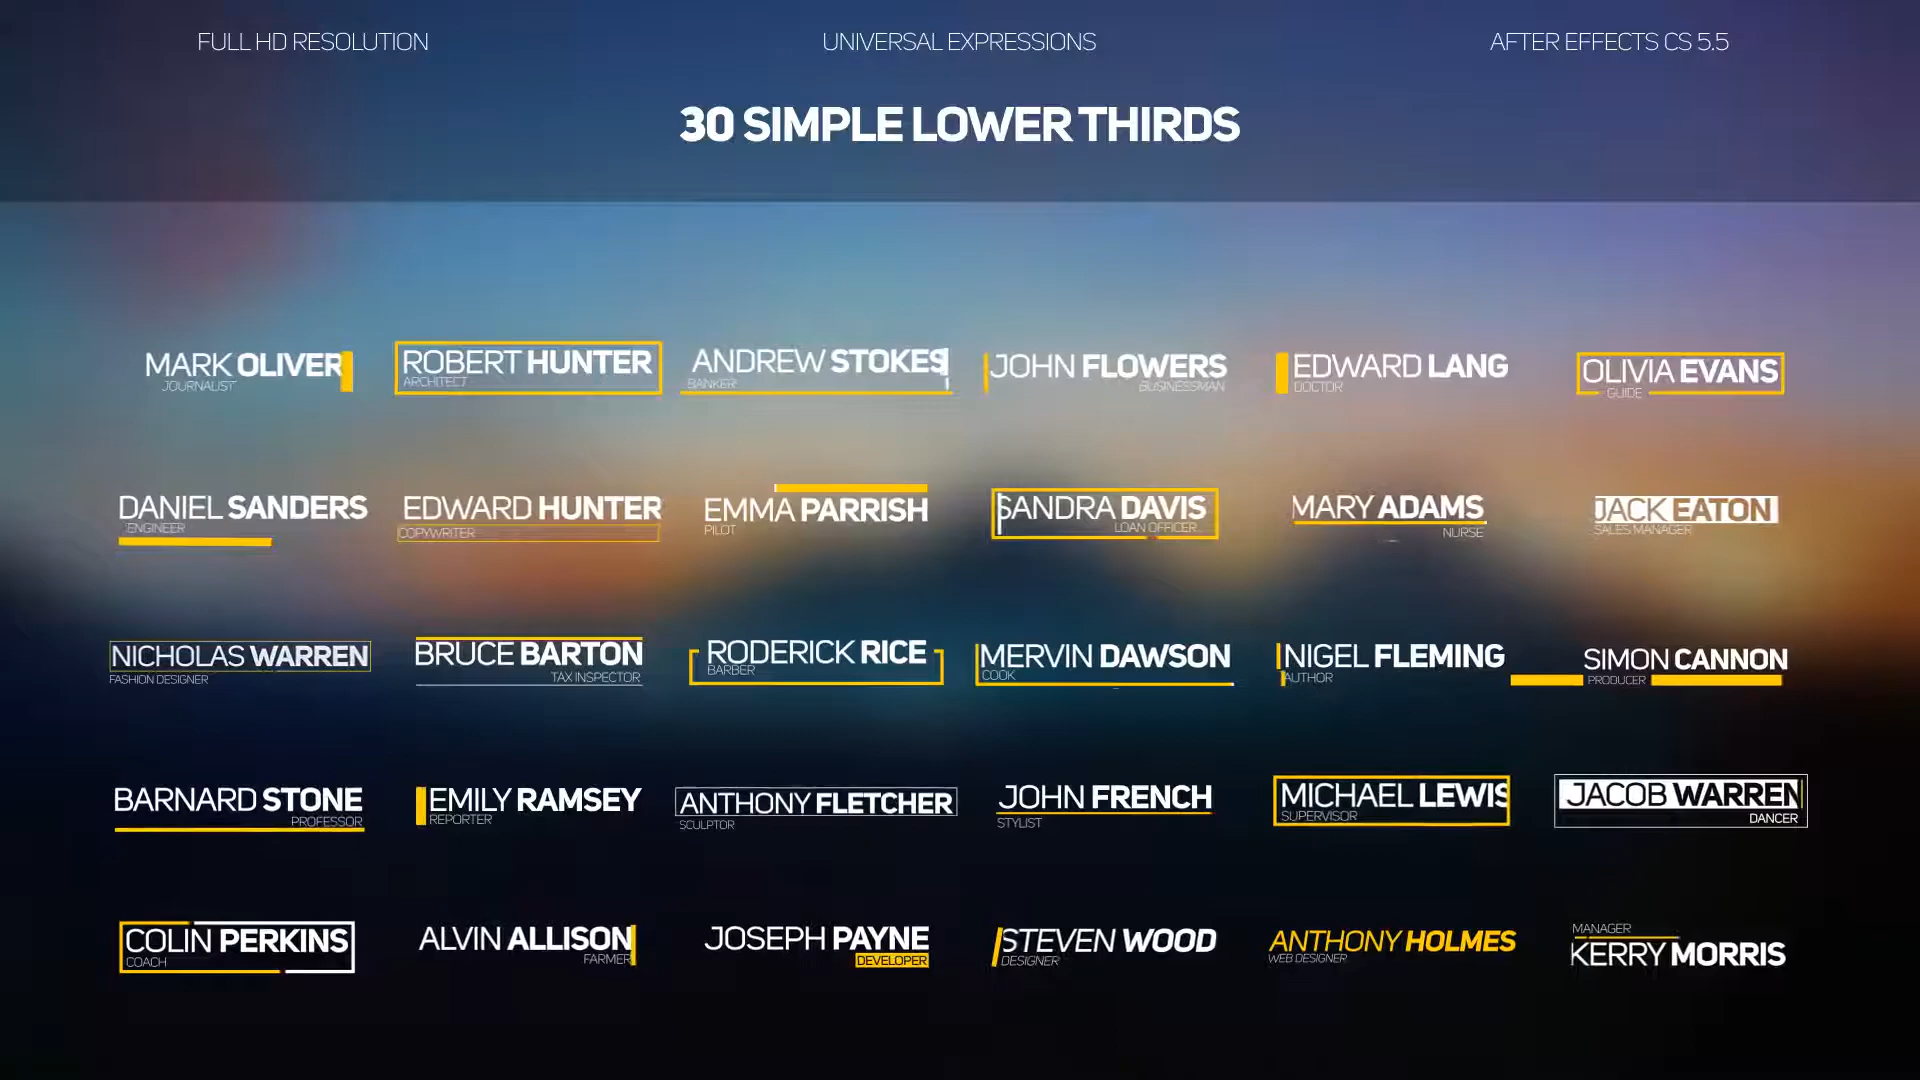 FULL HD RESOLUTION
UNIVERSAL EXPRESSIONS
AFTER EFFECTS CS 5.5
30 SIMPLE LOWER THIRDS
MARK OLIVER
JOURNALIST
ROBERT HUNTER
ARCHITECT
ANDREW STOKES
BANKER
JOHN FLOWERS
BUSINESSMAN
EDWARD LANG
DOCTOR
OLIVIA EVANS
GUIDE
DANIEL SANDERS
ENGINEER
EDWARD HUNTER
COPYWRITER
EMMA PARRISH
PILOT
SANDRA DAVIS
LOAN OFFICER
MARY ADAMS
NURSE
JACK EATON
SALES MANAGER
NICHOLAS WARREN
FASHION DESIGNER
BRUCE BARTON
TAX INSPECTOR
RODERICK RICE
BARBER
MERVIN DAWSON
COOK
NIGEL FLEMING
AUTHOR
SIMON CANNON
PRODUCER
BARNARD STONE
PROFESSOR
EMILY RAMSEY
REPORTER
ANTHONY FLETCHER
SCULPTOR
JOHN FRENCH
STYLIST
MICHAEL LEWIS
SUPERVISOR
JACOB WARREN
DANCER
COLIN PERKINS
COACH
ALVIN ALLISON
FARMER
JOSEPH PAYNE
DEVELOPER
STEVEN WOOD
DESIGNER
ANTHONY HOLMES
WEB DESIGNER
MANAGER
KERRY MORRIS